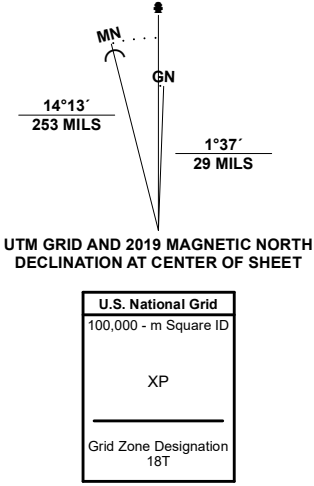 MN
GN
14°13´
253 MILS
1°37´
29 MILS
UTM GRID AND 2019 MAGNETIC NORTH
DECLINATION AT CENTER OF SHEET
U.S. National Grid
100,000 - m Square ID
XP
Grid Zone Designation
18T